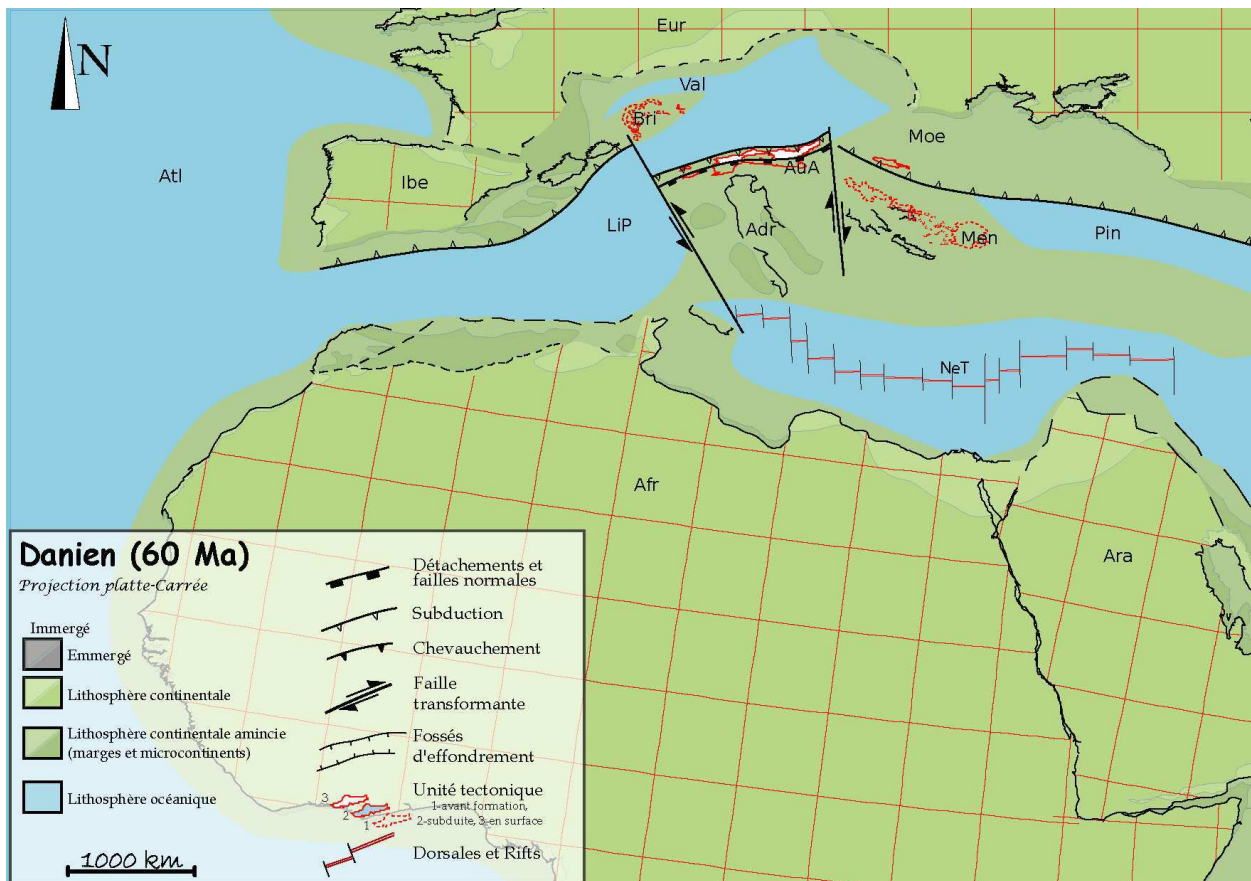 Eur
N
Val
Bri
Moe
Atl
Ibe
AuA
LiP
Adr
Men
Pin
NeT
Afr
Ara
Danien (60 Ma)
Projection platte-Carrée
Immergé
Emmergé
Lithosphère continentale
Lithosphère continentale amincie
(marges et microcontinents)
Lithosphère océanique
1000 km
Détachements et
failles normales
Subduction
Chevauchement
Faille
transformante
Fossés
d'effondrement
Unité tectonique
1-avant formation,
2-subduite, 3-en surface
3
2
1
Dorsales et Rifts